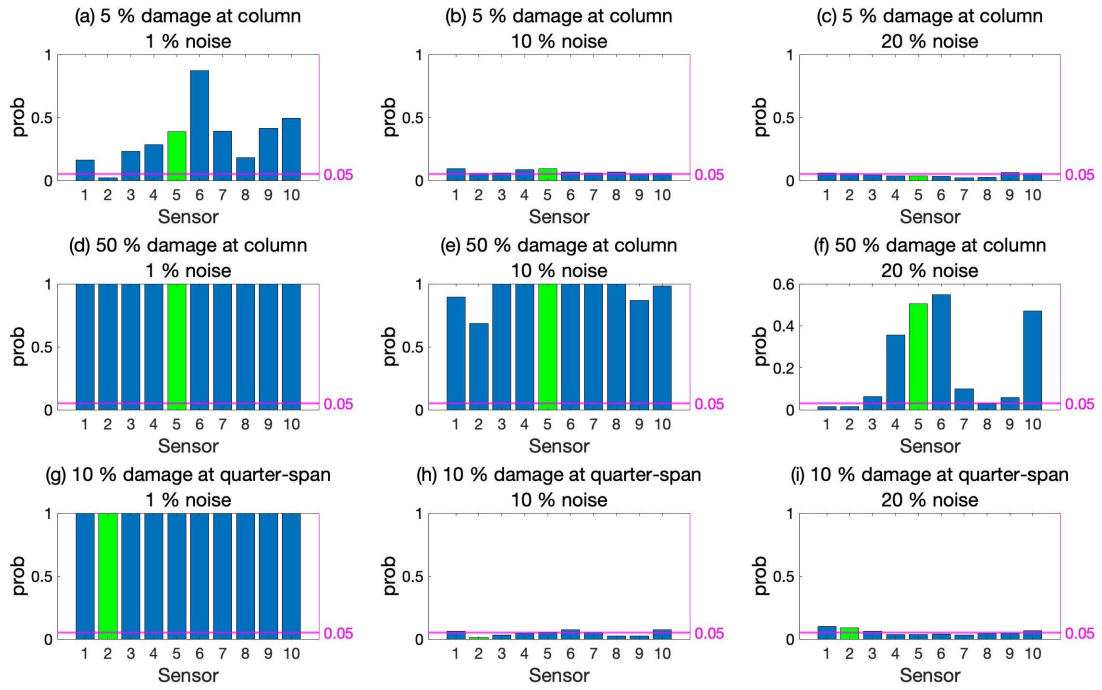 (a) 5 % damage at column
1 % noise
1
0.5
0
prob
0.05
1 2 3 4 5 6 7 8 9 10
Sensor
(b) 5 % damage at column
10 % noise
1
0.5
0
prob
0.05
1 2 3 4 5 6 7 8 9 10
Sensor
(c) 5 % damage at column
20 % noise
1
0.5
0
prob
0.05
1 2 3 4 5 6 7 8 9 10
Sensor
(d) 50 % damage at column
1 % noise
1
0.5
0
prob
0.05
1 2 3 4 5 6 7 8 9 10
Sensor
(e) 50 % damage at column
10 % noise
1
0.5
0
prob
0.05
1 2 3 4 5 6 7 8 9 10
Sensor
(f) 50 % damage at column
20 % noise
0.6
0.4
0.2
0
prob
0.05
1 2 3 4 5 6 7 8 9 10
Sensor
(g) 10 % damage at quarter-span
1 % noise
1
0.5
0
prob
0.05
1 2 3 4 5 6 7 8 9 10
Sensor
(h) 10 % damage at quarter-span
10 % noise
1
0.5
0
prob
0.05
1 2 3 4 5 6 7 8 9 10
Sensor
(i) 10 % damage at quarter-span
20 % noise
1
0.5
0
prob
0.05
1 2 3 4 5 6 7 8 9 10
Sensor